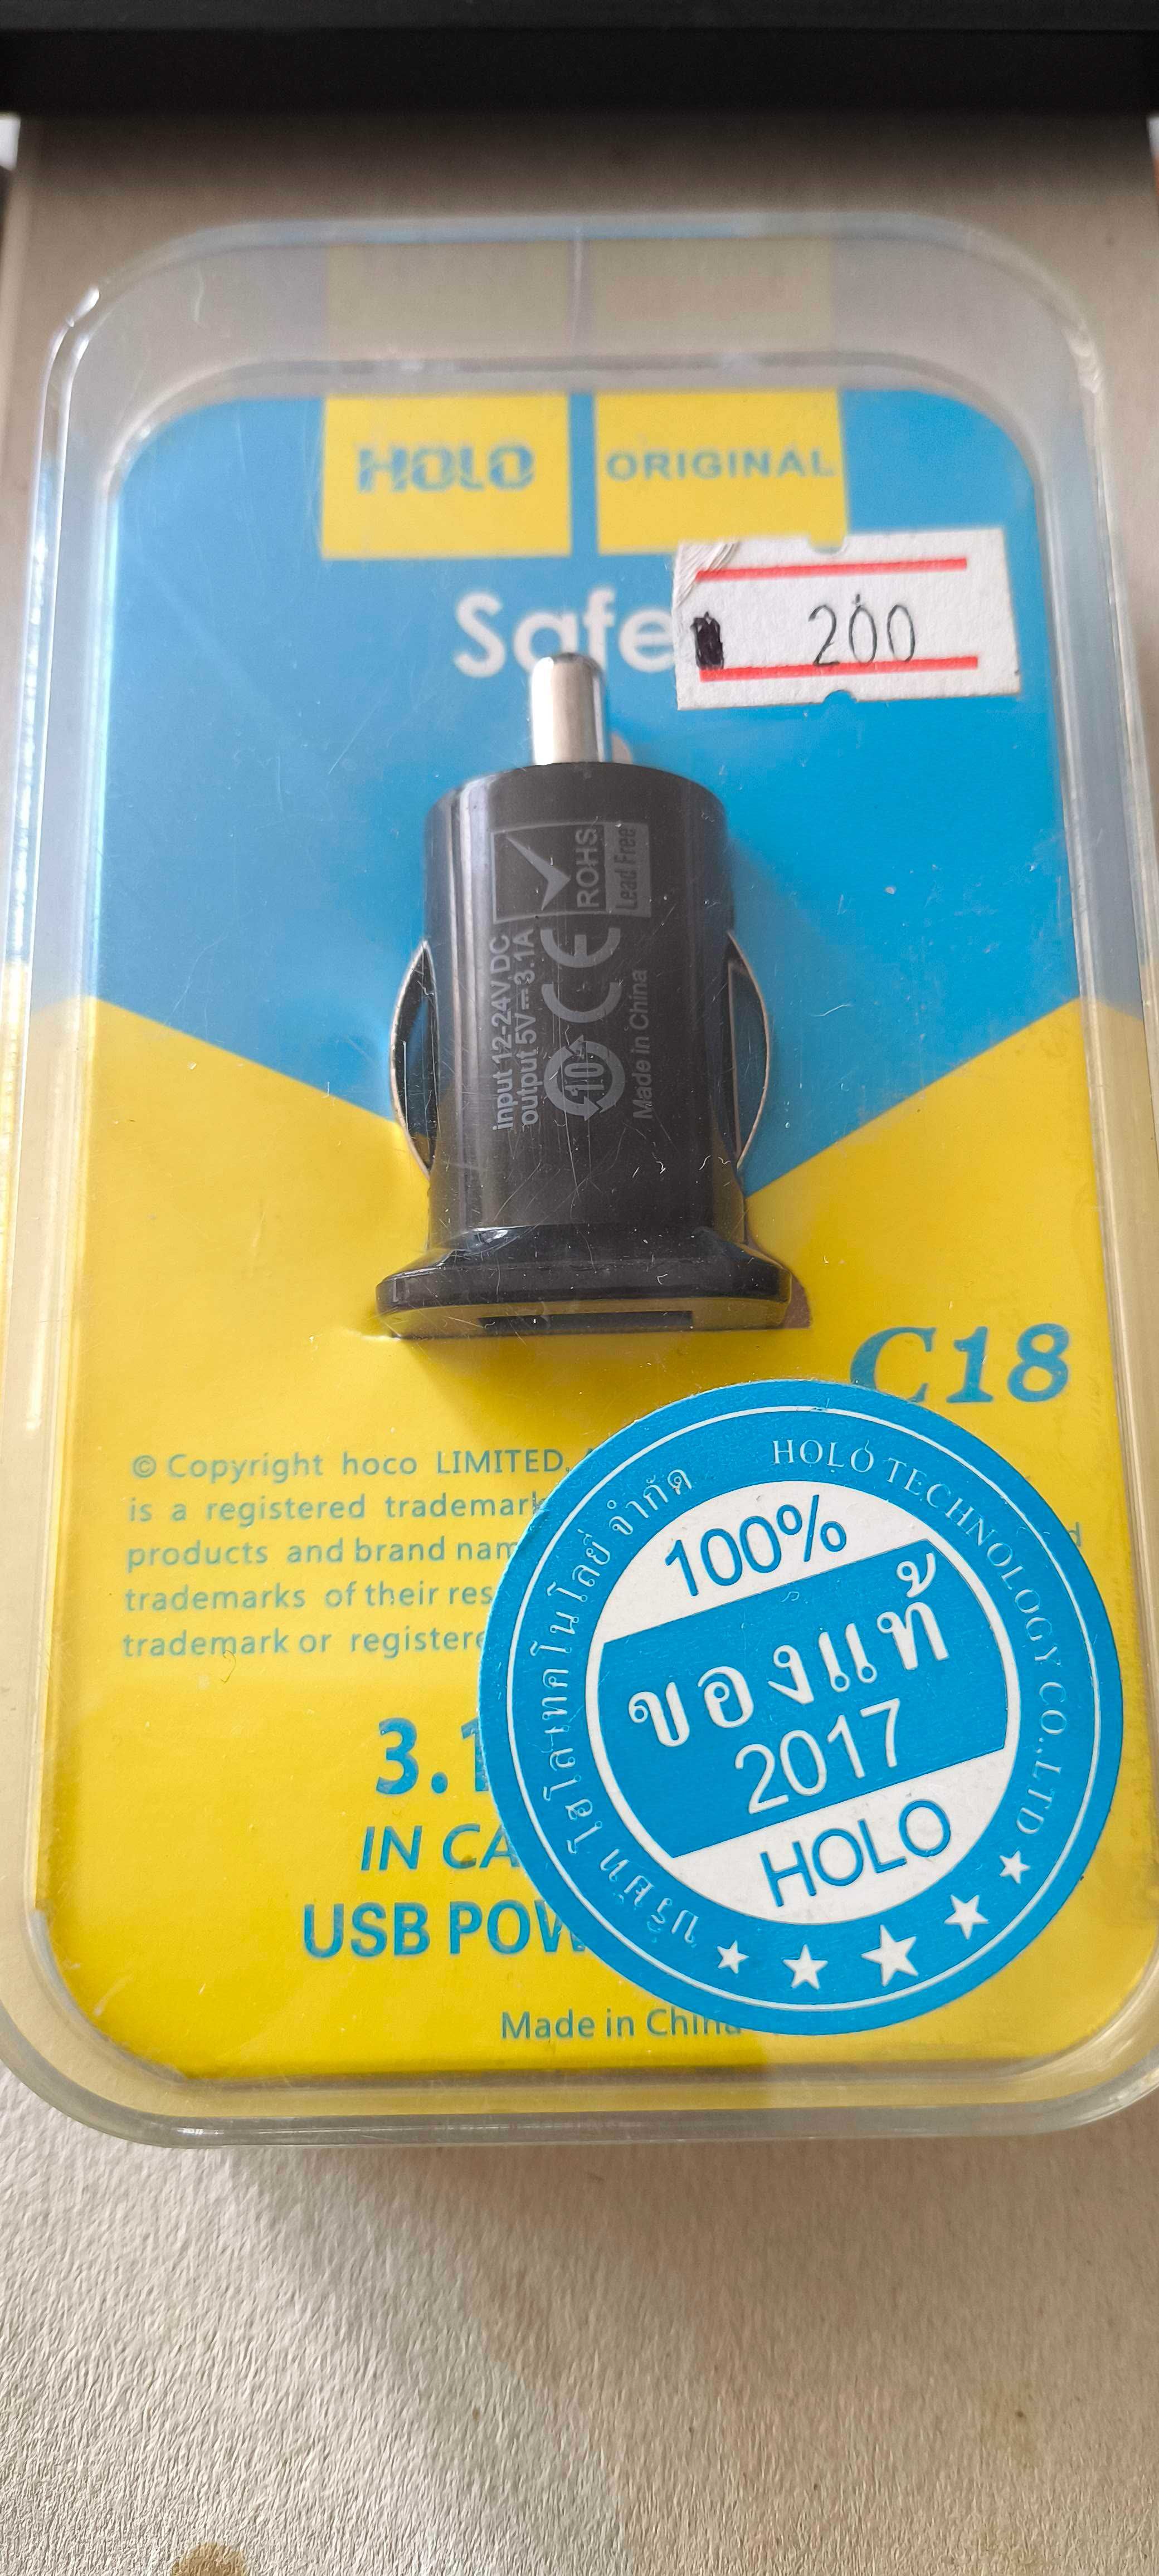 HOLO ORIGINAL
Safe
200
ROHS
Lead Free
input 12-24V DC
output 5V⎓3.1A
CE
10
Made in China
C18
© Copyright hoco LIMITED.
is a registered trademark
products and brand nam
trademarks of their res
trademark or registere
3.1
IN CA
USB POW
Made in China
บริษัท โฮโล เทคโนโลยี จำกัด
HOLO TECHNOLOGY CO.,LTD
100%
ของแท้
2017
HOLO